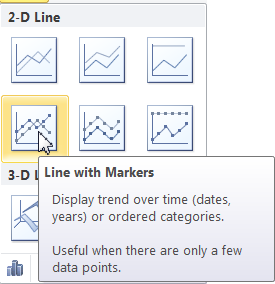 2-D Line
3-D L
Line with Markers
Display trend over time (dates,
years) or ordered categories.
Useful when there are only a few
data points.